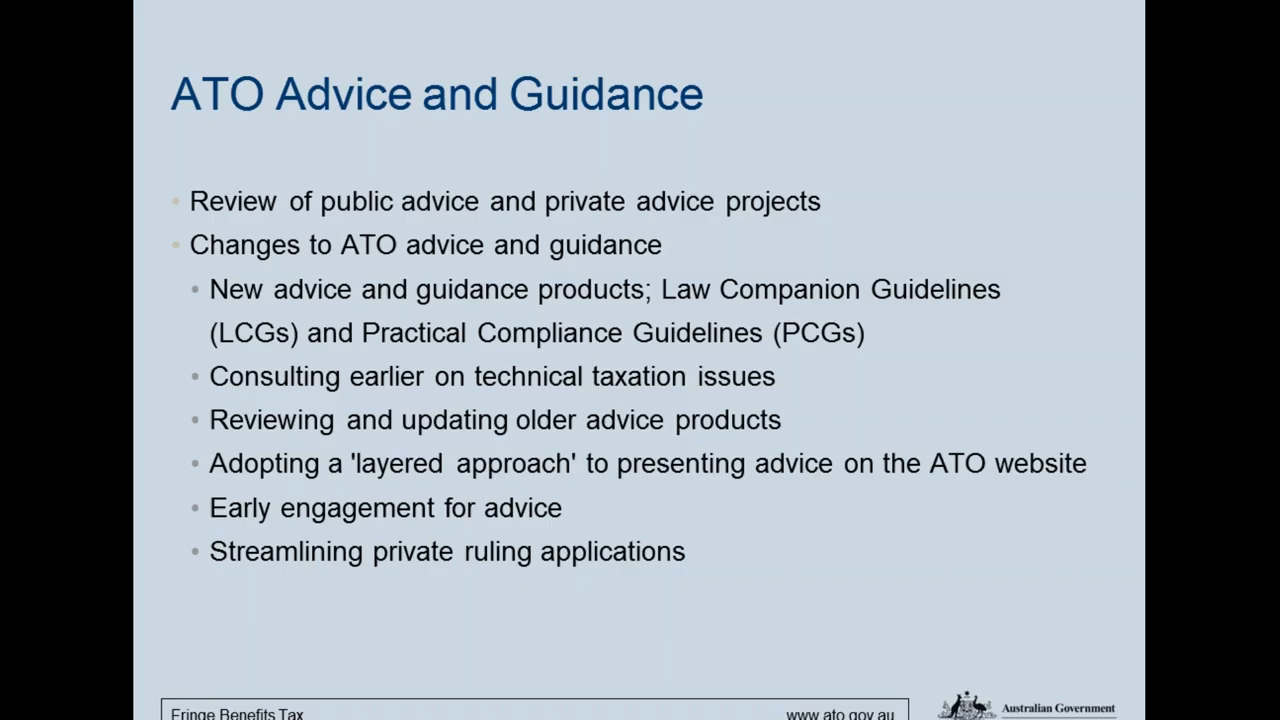 ATO Advice and Guidance
• Review of public advice and private advice projects
• Changes to ATO advice and guidance
• New advice and guidance products; Law Companion Guidelines
(LCGs) and Practical Compliance Guidelines (PCGs)
• Consulting earlier on technical taxation issues
• Reviewing and updating older advice products
• Adopting a 'layered approach' to presenting advice on the ATO website
• Early engagement for advice
• Streamlining private ruling applications
Fringe Benefits Tax
www.ato.gov.au
Australian Government